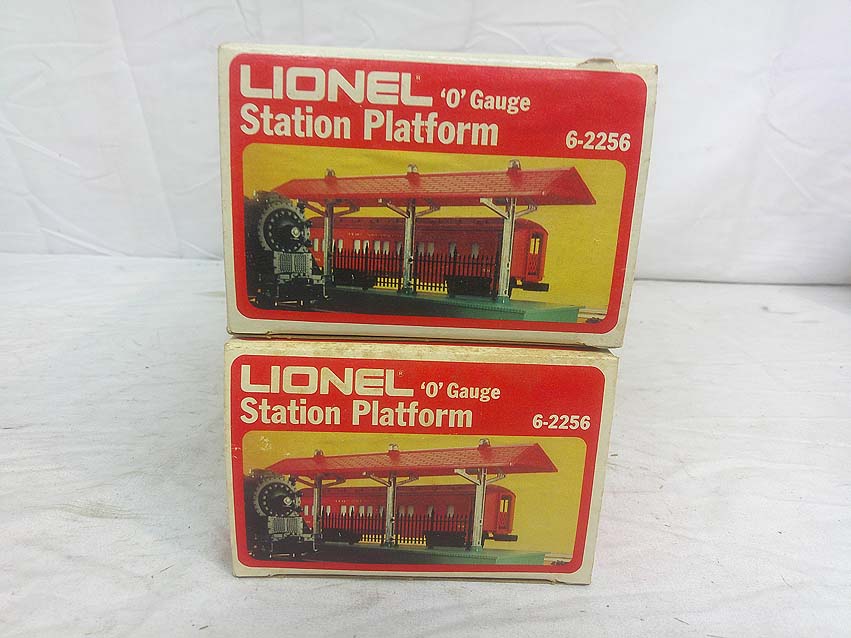 LIONEL® 'O' Gauge
Station Platform 6-2256
LIONEL® 'O' Gauge
Station Platform 6-2256